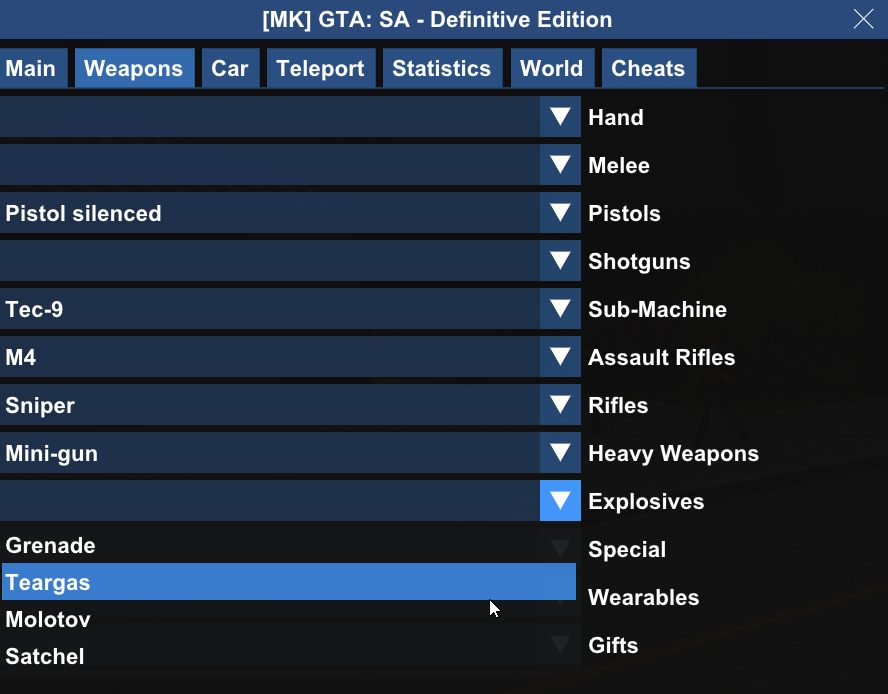 [MK] GTA: SA - Definitive Edition
Main Weapons Car Teleport Statistics World Cheats
Hand
Melee
Pistol silenced Pistols
Shotguns
Tec-9 Sub-Machine
M4 Assault Rifles
Sniper Rifles
Mini-gun Heavy Weapons
Explosives
Grenade Special
Teargas
Wearables
Molotov
Gifts
Satchel